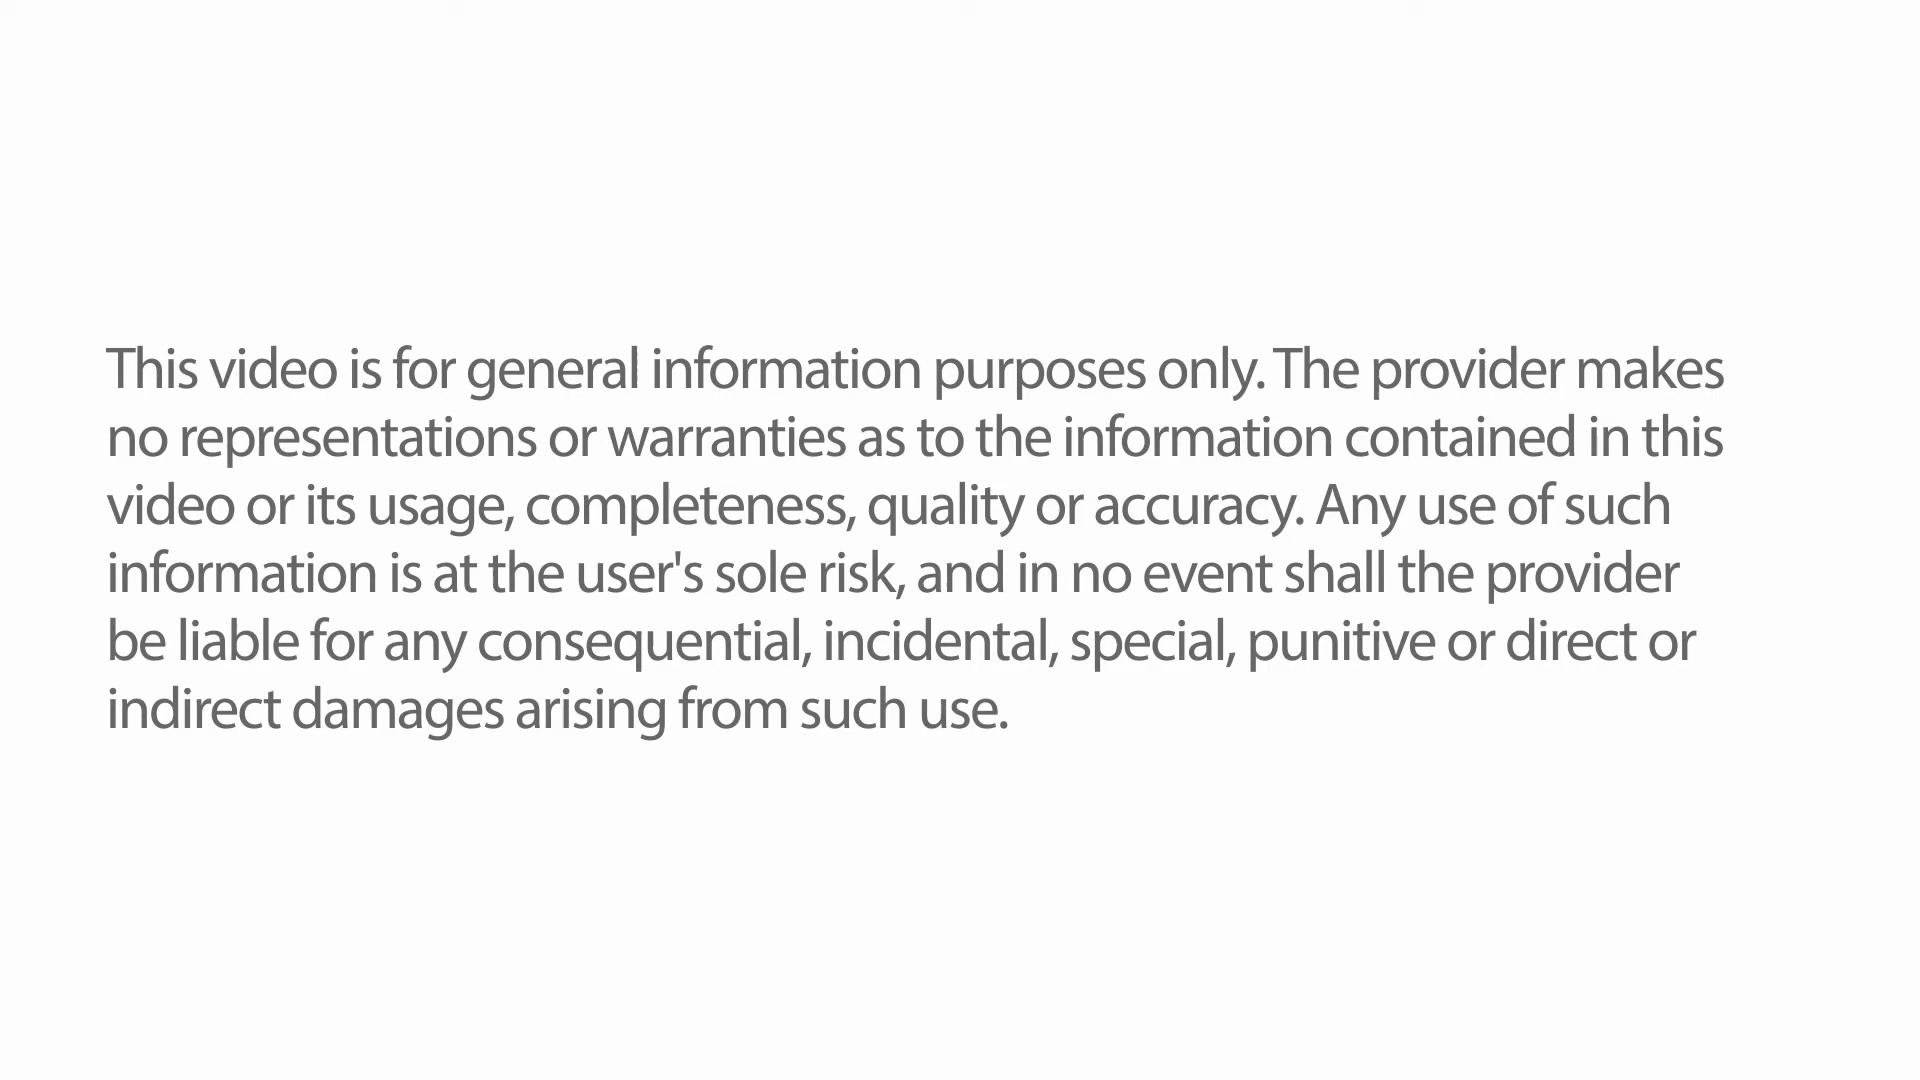 This video is for general information purposes only. The provider makes
no representations or warranties as to the information contained in this
video or its usage, completeness, quality or accuracy. Any use of such
information is at the user's sole risk, and in no event shall the provider
be liable for any consequential, incidental, special, punitive or direct or
indirect damages arising from such use.